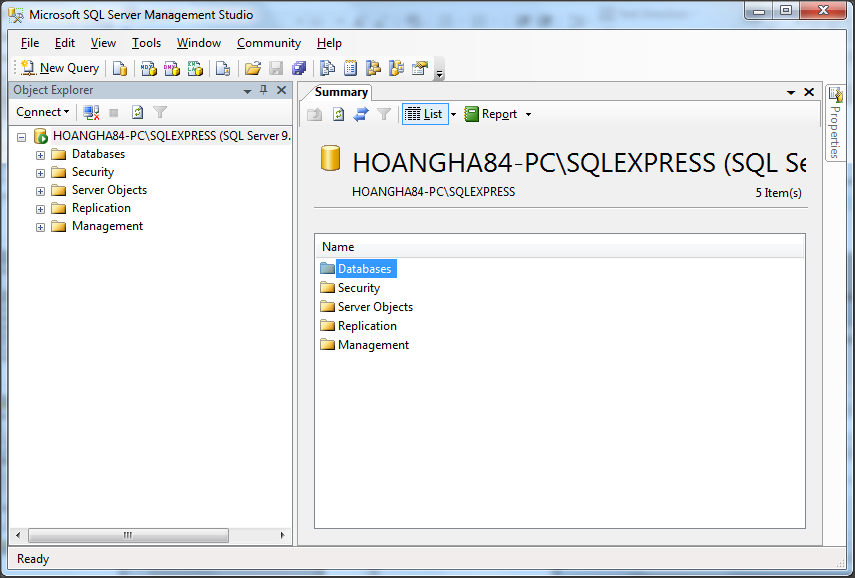 Microsoft SQL Server Management Studio
File Edit View Tools Window Community Help
New Query
Object Explorer
Connect
HOANGHA84-PC\SQLEXPRESS (SQL Server 9.
Databases
Security
Server Objects
Replication
Management
Summary
List Report
HOANGHA84-PC\SQLEXPRESS (SQL Se
HOANGHA84-PC\SQLEXPRESS 5 Item(s)
Name
Databases
Security
Server Objects
Replication
Management
Properties
Ready